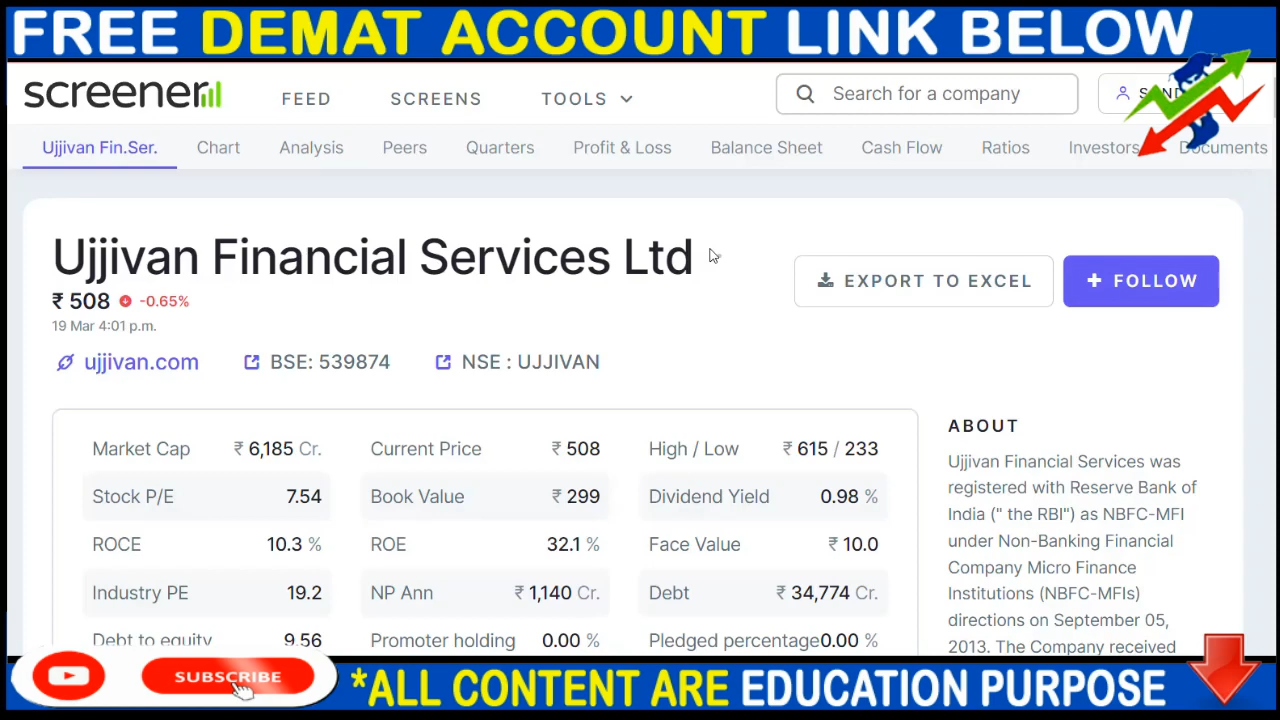 FREE DEMAT ACCOUNT LINK BELOW
screener
FEED SCREENS TOOLS
Search for a company
Ujjivan Fin.Ser. Chart Analysis Peers Quarters Profit & Loss Balance Sheet Cash Flow Ratios Investors Documents
Ujjivan Financial Services Ltd
₹ 508 -0.65%
19 Mar 4:01 p.m.
EXPORT TO EXCEL
+ FOLLOW
ujjivan.com BSE: 539874 NSE : UJJIVAN
Market Cap ₹ 6,185 Cr. Current Price ₹ 508 High / Low ₹ 615 / 233
Stock P/E 7.54 Book Value ₹ 299 Dividend Yield 0.98 %
ROCE 10.3 % ROE 32.1 % Face Value ₹ 10.0
Industry PE 19.2 NP Ann ₹ 1,140 Cr. Debt ₹ 34,774 Cr.
Debt to equity 9.56 Promoter holding 0.00 % Pledged percentage 0.00 %
ABOUT
Ujjivan Financial Services was
registered with Reserve Bank of
India (" the RBI") as NBFC-MFI
under Non-Banking Financial
Company Micro Finance
Institutions (NBFC-MFIs)
directions on September 05,
2013. The Company received
SUBSCRIBE
*ALL CONTENT ARE EDUCATION PURPOSE